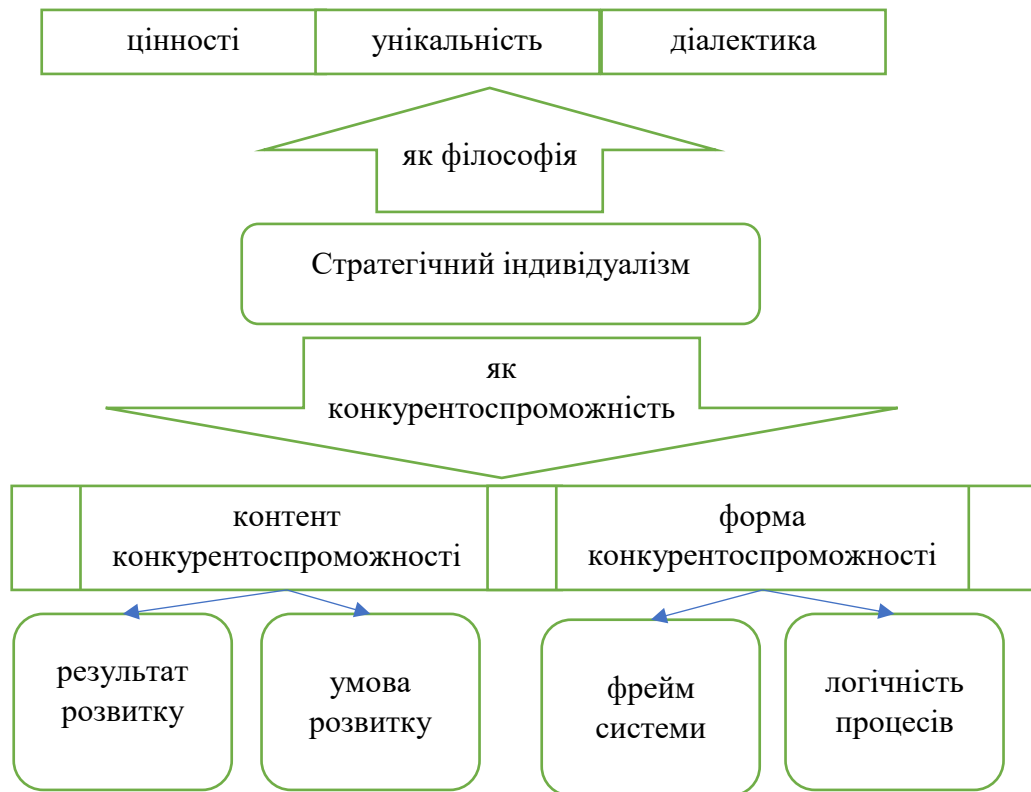 цінності
унікальність
діалектика
як філософія
Стратегічний індивідуалізм
як
конкурентоспроможність
контент
конкурентоспроможності
форма
конкурентоспроможності
результат
розвитку
умова
розвитку
фрейм
системи
логічність
процесів